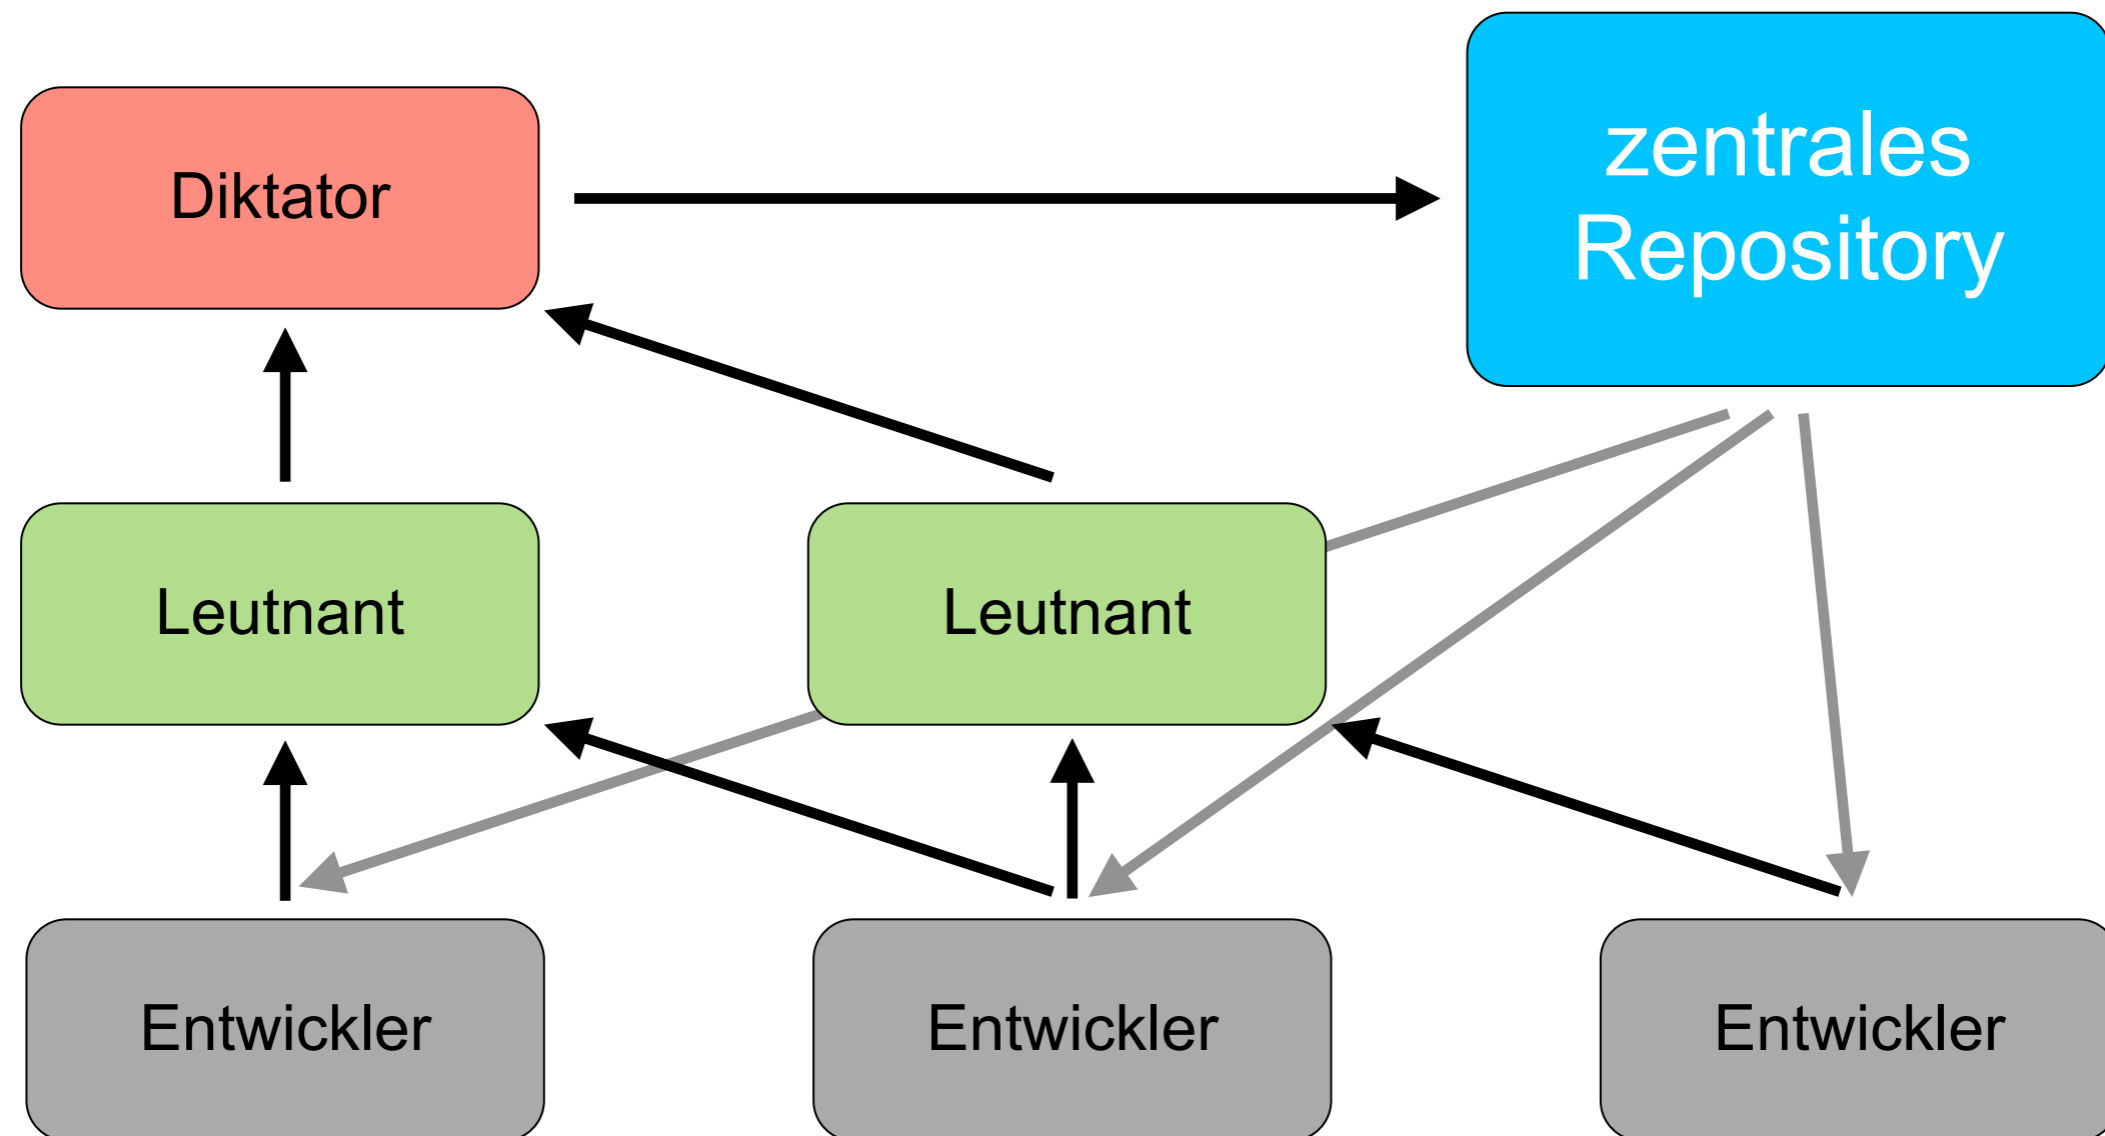 Diktator
zentrales
Repository
Leutnant
Leutnant
Entwickler
Entwickler
Entwickler